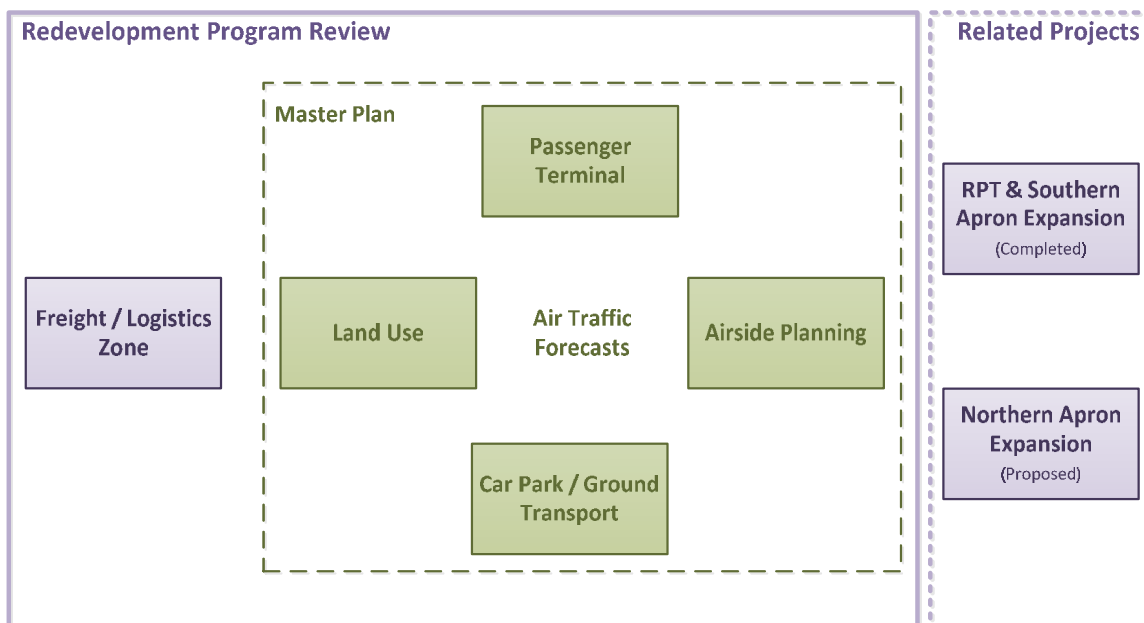 Redevelopment Program Review
Related Projects
Master Plan
Passenger
Terminal
RPT & Southern
Apron Expansion
(Completed)
Freight / Logistics
Zone
Land Use
Air Traffic
Forecasts
Airside Planning
Northern Apron
Expansion
(Proposed)
Car Park / Ground
Transport